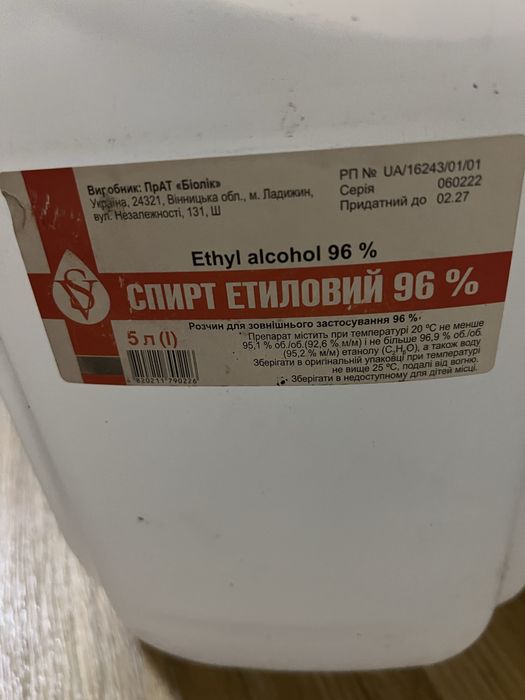 Виробник: ПрАТ «Біолік»
Україна, 24321, Вінницька обл., м. Ладижин,
вул. Незалежності, 131, Ш
РП № UA/16243/01/01
Серія 060222
Придатний до 02.27
Ethyl alcohol 96 %
СПИРТ ЕТИЛОВИЙ 96 %
5 л (l)
Розчин для зовнішнього застосування 96 %.
Препарат містить при температурі 20 ºС не менше
95,1 % об./об.(92,6 % м/м) і не більше 96,9 % об./об.
(95,2 % м/м) етанолу (C₂H₆O), а також воду
Зберігати в оригінальній упаковці при температурі
не вище 25 ºС, подалі від вогню.
Зберігати в недоступному для дітей місці.
820211 790226